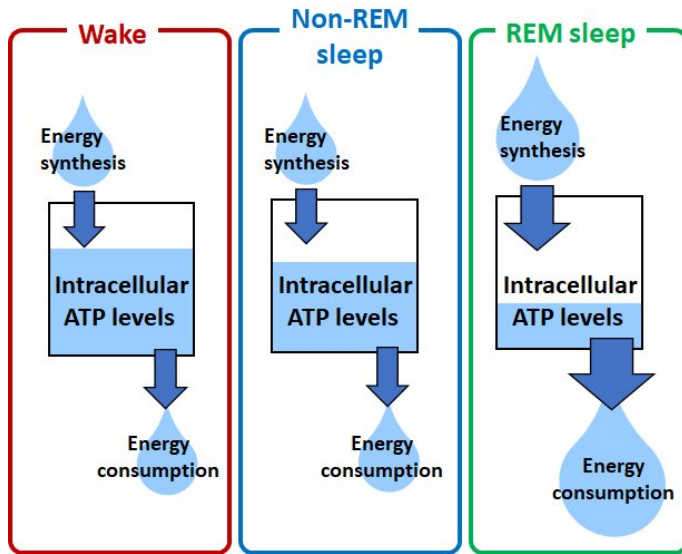 Wake
Energy
synthesis
Intracellular
ATP levels
Energy
consumption
Non-REM
sleep
Energy
synthesis
Intracellular
ATP levels
Energy
consumption
REM sleep
Energy
synthesis
Intracellular
ATP levels
Energy
consumption